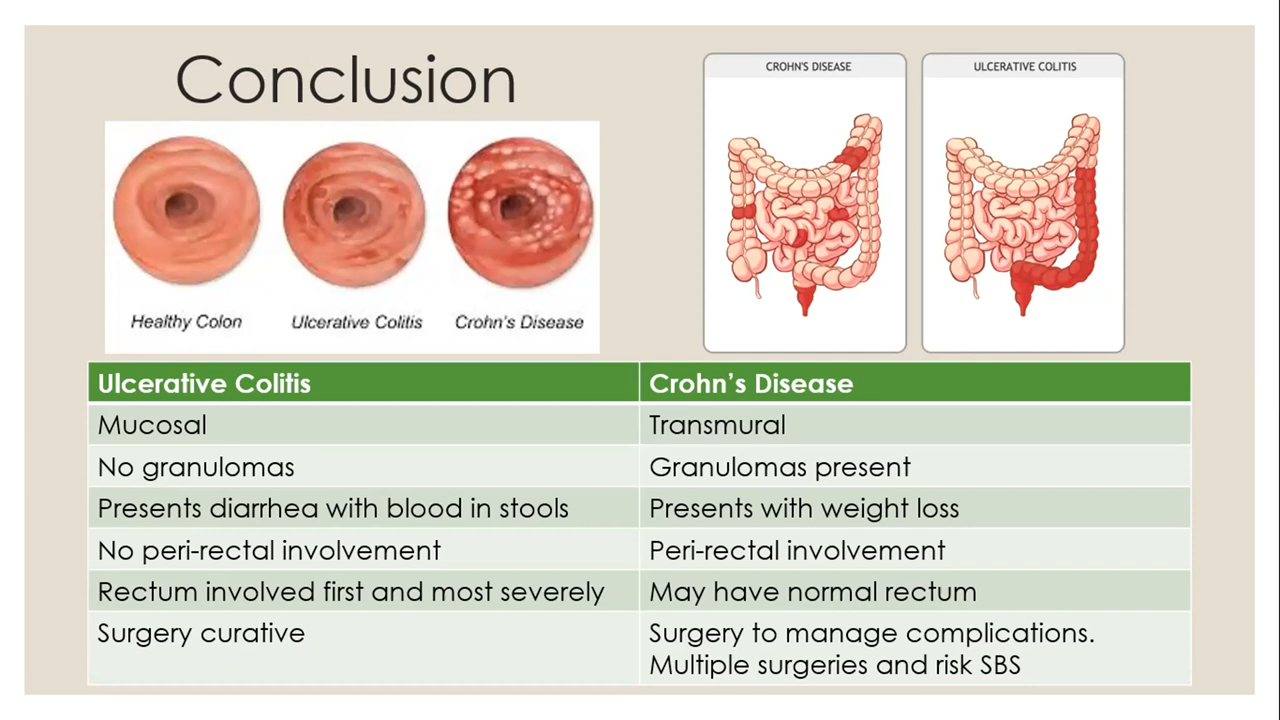 Conclusion
Healthy Colon
Ulcerative Colitis
Crohn's Disease
CROHN'S DISEASE
ULCERATIVE COLITIS
Ulcerative Colitis
Crohn’s Disease
Mucosal
Transmural
No granulomas
Granulomas present
Presents diarrhea with blood in stools
Presents with weight loss
No peri-rectal involvement
Peri-rectal involvement
Rectum involved first and most severely
May have normal rectum
Surgery curative
Surgery to manage complications.
Multiple surgeries and risk SBS